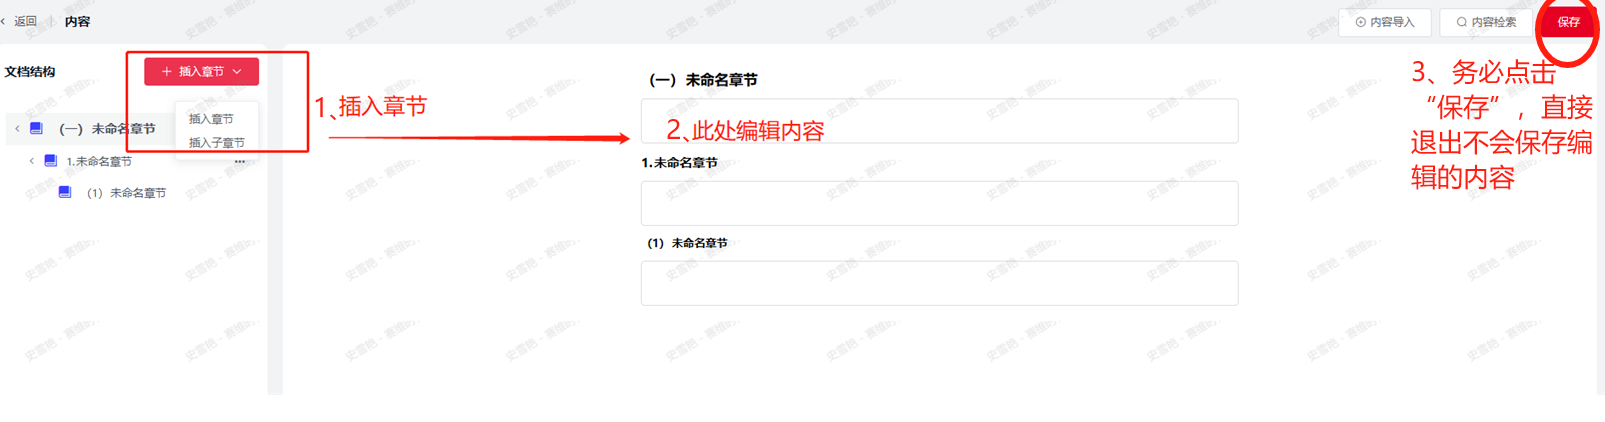 返回
内容
内容导入
内容检索
保存
文档结构
插入章节
插入章节
插入子章节
(一) 未命名章节
1.未命名章节
(1) 未命名章节
1、插入章节
(一) 未命名章节
2、此处编辑内容
1.未命名章节
(1) 未命名章节
3、务必点击
“保存”，直接
退出不会保存编
辑的内容